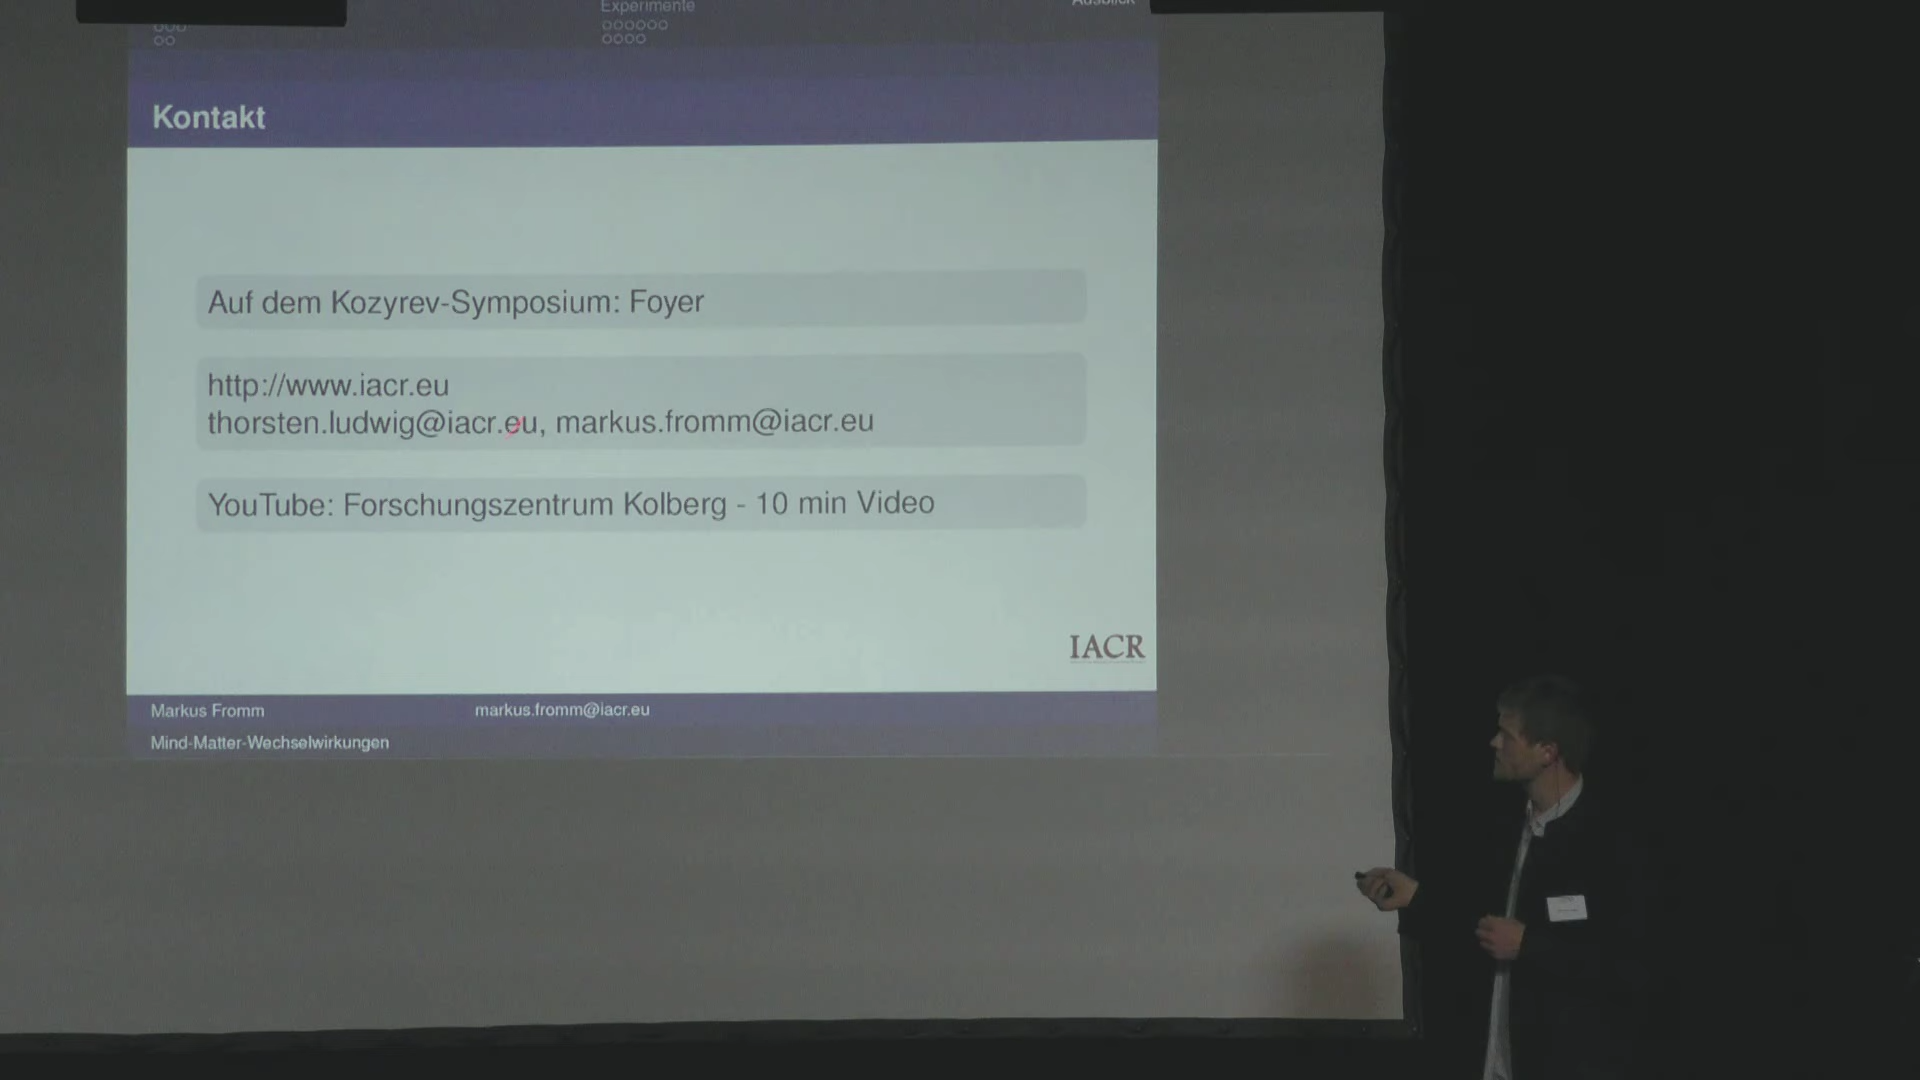 Experimente
Ausblick
Kontakt
Auf dem Kozyrev-Symposium: Foyer
http://www.iacr.eu
thorsten.ludwig@iacr.eu, markus.fromm@iacr.eu
YouTube: Forschungszentrum Kolberg - 10 min Video
IACR
Markus Fromm
markus.fromm@iacr.eu
Mind-Matter-Wechselwirkungen